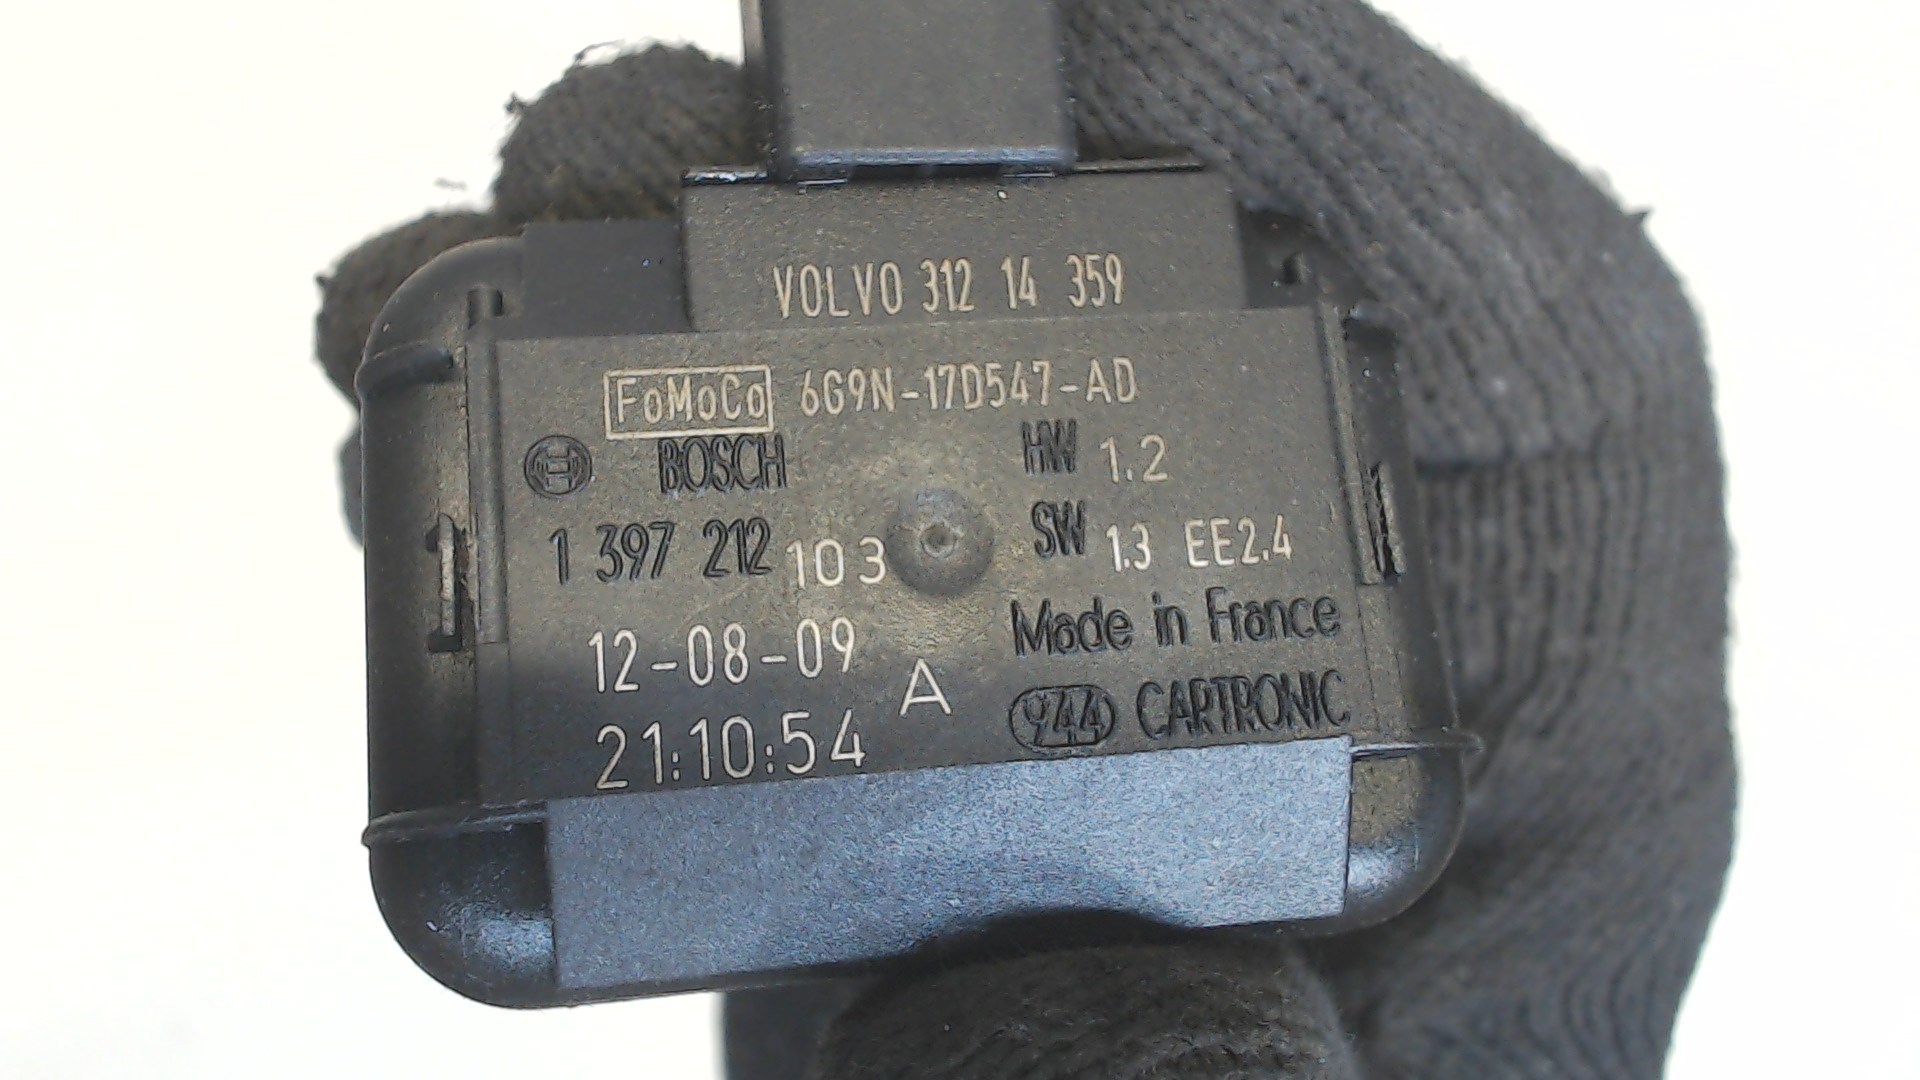 VOLVO 312 14 359
FoMoCo 6G9N-17D547-AD
BOSCH HW 1.2
1 397 212 103 SW 1.3 EE2.4
12-08-09 Made in France
21:10:54 A 944 CARTRONIC